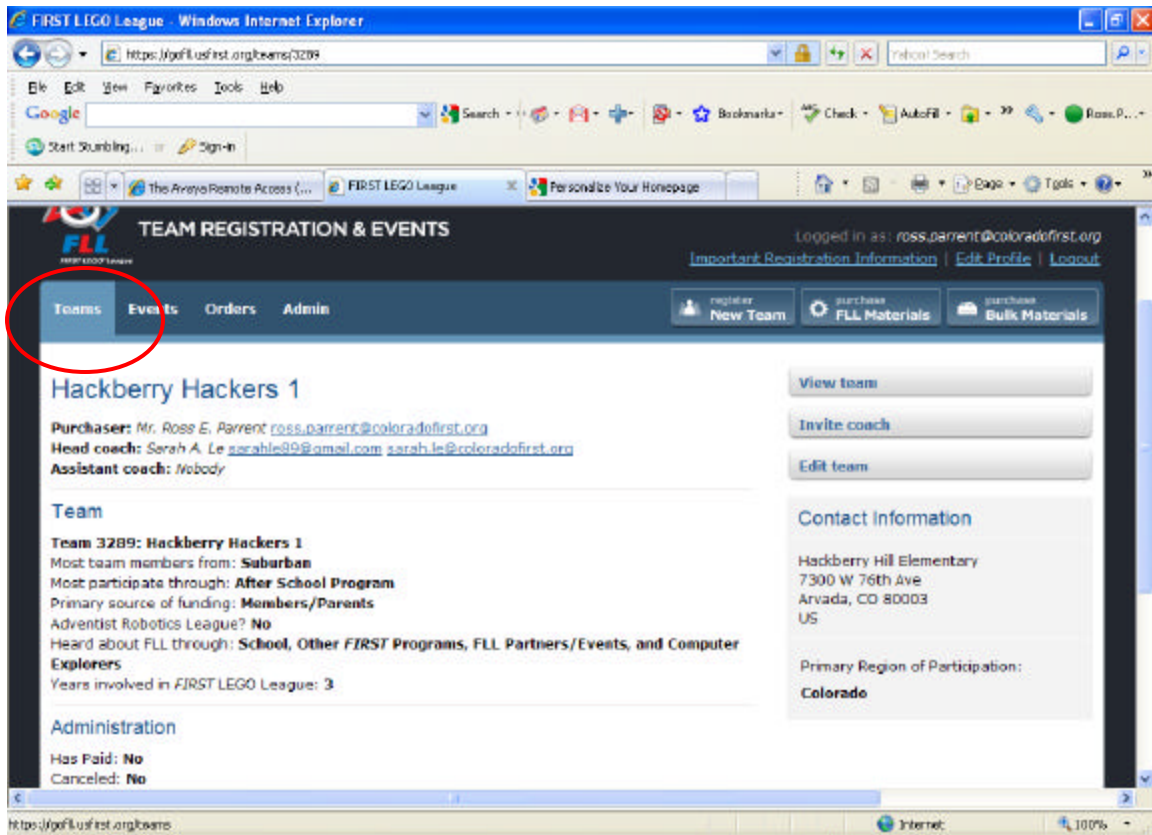 FIRST LEGO League - Windows Internet Explorer
https://gofll.usfirst.org/teams/3289
Yahoo! Search
File Edit View Favorites Tools Help
Google Search Bookmarks Check AutoFill Ross.P...
Start Stumbling... Sign-in
The Avaya Remote Access (... FIRST LEGO League Personalize Your Homepage Page Tools
FLL
FIRST LEGO League
TEAM REGISTRATION & EVENTS
Logged in as: ross.parrent@coloradofirst.org
Important Registration Information | Edit Profile | Logout
Teams Events Orders Admin
register New Team
purchase FLL Materials
purchase Bulk Materials
Hackberry Hackers 1
Purchaser: Mr. Ross E. Parrent ross.parrent@coloradofirst.org
Head coach: Sarah A. Le sarahle89@gmail.com sarah.le@coloradofirst.org
Assistant coach: Nobody
Team
Team 3289: Hackberry Hackers 1
Most team members from: Suburban
Most participate through: After School Program
Primary source of funding: Members/Parents
Adventist Robotics League? No
Heard about FLL through: School, Other FIRST Programs, FLL Partners/Events, and Computer
Explorers
Years involved in FIRST LEGO League: 3
Administration
Has Paid: No
Canceled: No
View team
Invite coach
Edit team
Contact Information
Hackberry Hill Elementary
7300 W 76th Ave
Arvada, CO 80003
US
Primary Region of Participation:
Colorado
https://gofll.usfirst.org/teams
Internet
100%